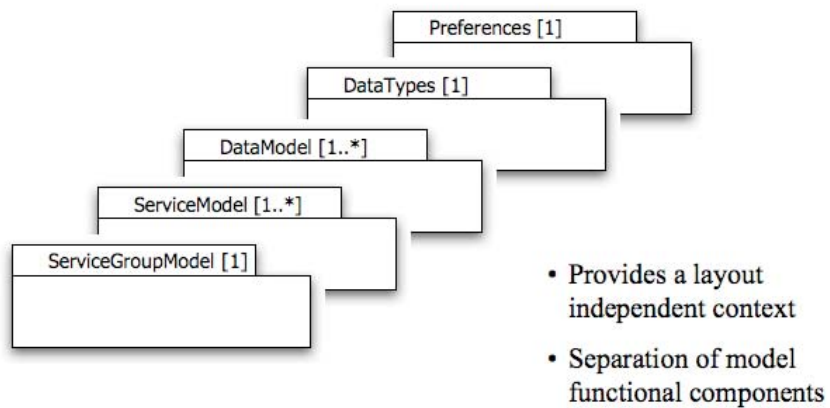 Preferences [1]
DataTypes [1]
DataModel [1..*]
ServiceModel [1..*]
ServiceGroupModel [1]
• Provides a layout
independent context
• Separation of model
functional components